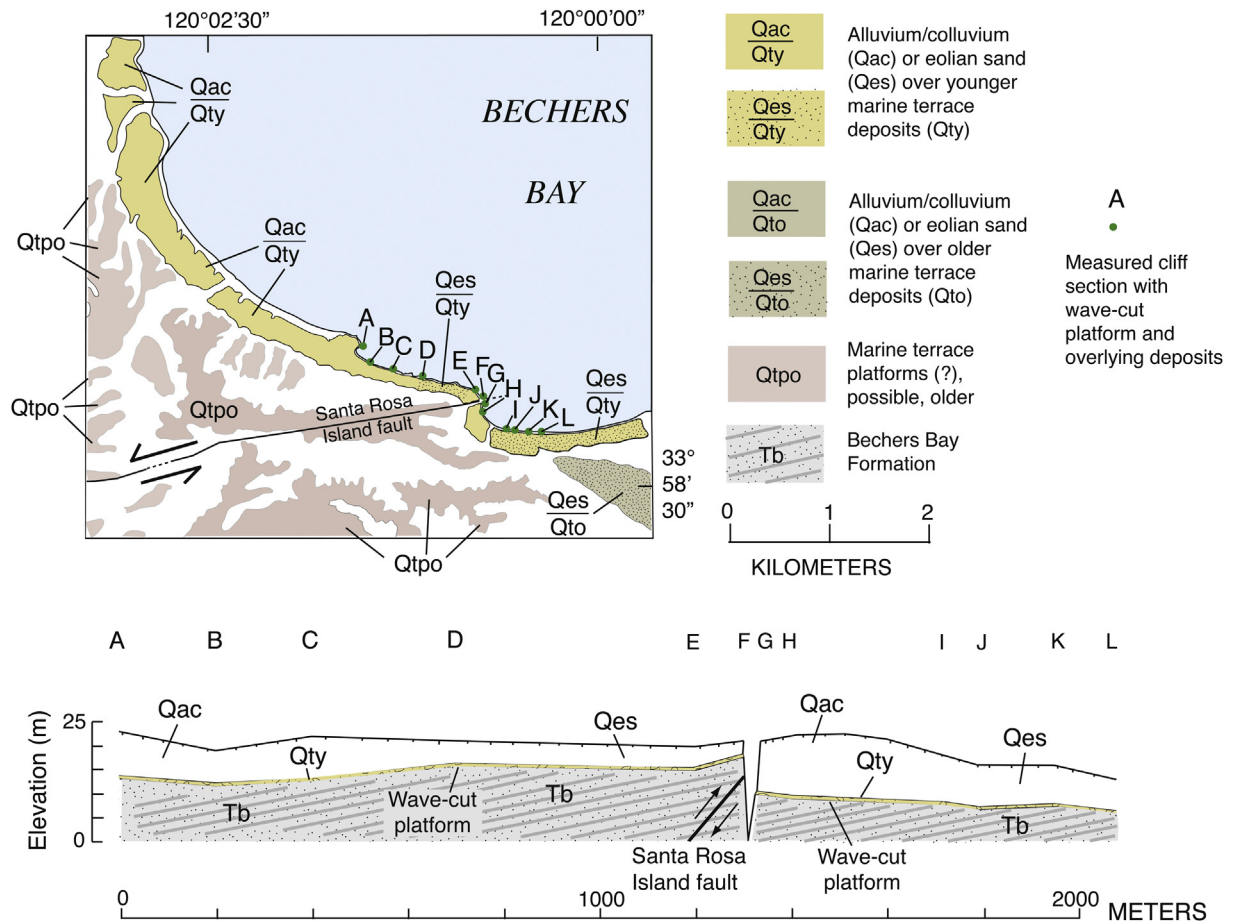 120°02'30"
120°00'00"
BECHERS
BAY
Qac
Qty
Qac
Qty
Qes
Qty
Qes
Qty
Qes
Qto
Qtpo
Qtpo
Qtpo
Qtpo
Santa Rosa
Island fault
A
B
C
D
E
F
G
H
I
J
K
L
33°
58'
30"
Qac
Qty
Qes
Qty
Alluvium/colluvium
(Qac) or eolian sand
(Qes) over younger
marine terrace
deposits (Qty)
Qac
Qto
Qes
Qto
Alluvium/colluvium
(Qac) or eolian sand
(Qes) over older
marine terrace
deposits (Qto)
Qtpo
Marine terrace
platforms (?),
possible, older
Tb
Bechers Bay
Formation
A
Measured cliff
section with
wave-cut
platform and
overlying deposits
0 1 2
KILOMETERS
A B C D E F G H I J K L
Elevation (m)
25
0
Qac
Qty
Qes
Qac
Qty
Qes
Tb
Wave-cut
platform
Tb
Tb
Santa Rosa
Island fault
Wave-cut
platform
0 1000 2000 METERS